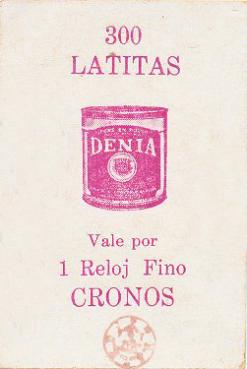 300
LATITAS
DENIA
Vale por
1 Reloj Fino
CRONOS